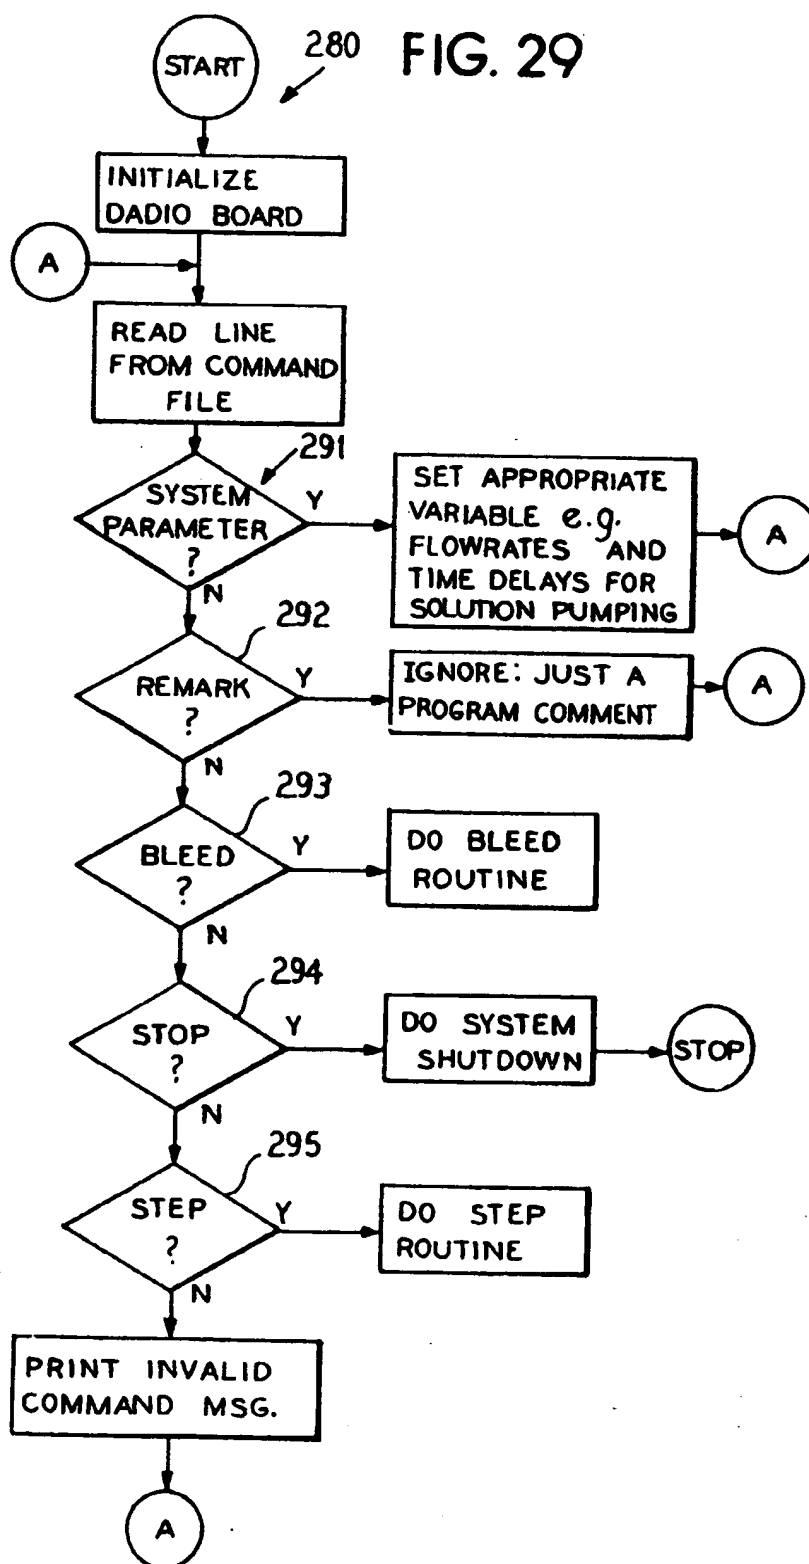 START
280
FIG. 29
INITIALIZE
DADIO BOARD
A
READ LINE
FROM COMMAND
FILE
291
SYSTEM
PARAMETER
?
Y
N
SET APPROPRIATE
VARIABLE e.g.
FLOWRATES AND
TIME DELAYS FOR
SOLUTION PUMPING
A
292
REMARK
?
Y
N
IGNORE: JUST A
PROGRAM COMMENT
A
293
BLEED
?
Y
N
DO BLEED
ROUTINE
294
STOP
?
Y
N
DO SYSTEM
SHUTDOWN
STOP
295
STEP
?
Y
N
DO STEP
ROUTINE
PRINT INVALID
COMMAND MSG.
A